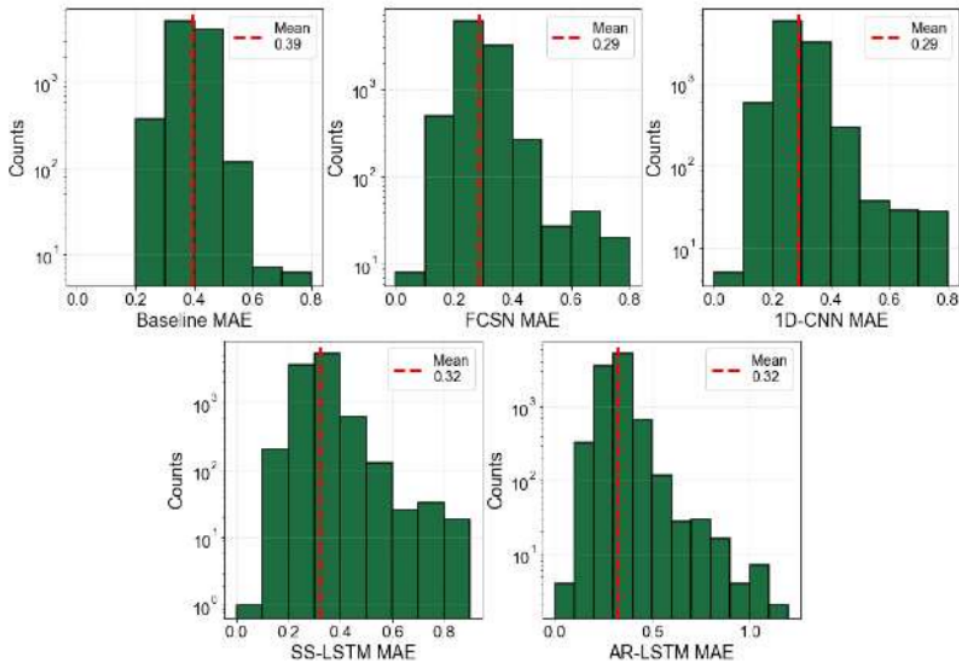 Mean
0.39
Counts
10³
10²
10¹
0.0 0.2 0.4 0.6 0.8
Baseline MAE
Mean
0.29
Counts
10³
10²
10¹
0.0 0.2 0.4 0.6 0.8
FCSN MAE
Mean
0.29
Counts
10³
10²
10¹
0.0 0.2 0.4 0.6 0.8
1D-CNN MAE
Mean
0.32
Counts
10³
10²
10¹
10⁰
0.0 0.2 0.4 0.6 0.8
SS-LSTM MAE
Mean
0.32
Counts
10³
10²
10¹
0.0 0.5 1.0
AR-LSTM MAE